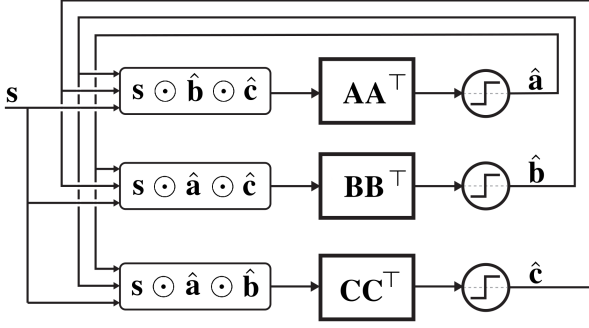 s ⊙ b̂ ⊙ ĉ AA⊤ â
s
s ⊙ â ⊙ ĉ BB⊤ b̂
s ⊙ â ⊙ b̂ CC⊤ ĉ